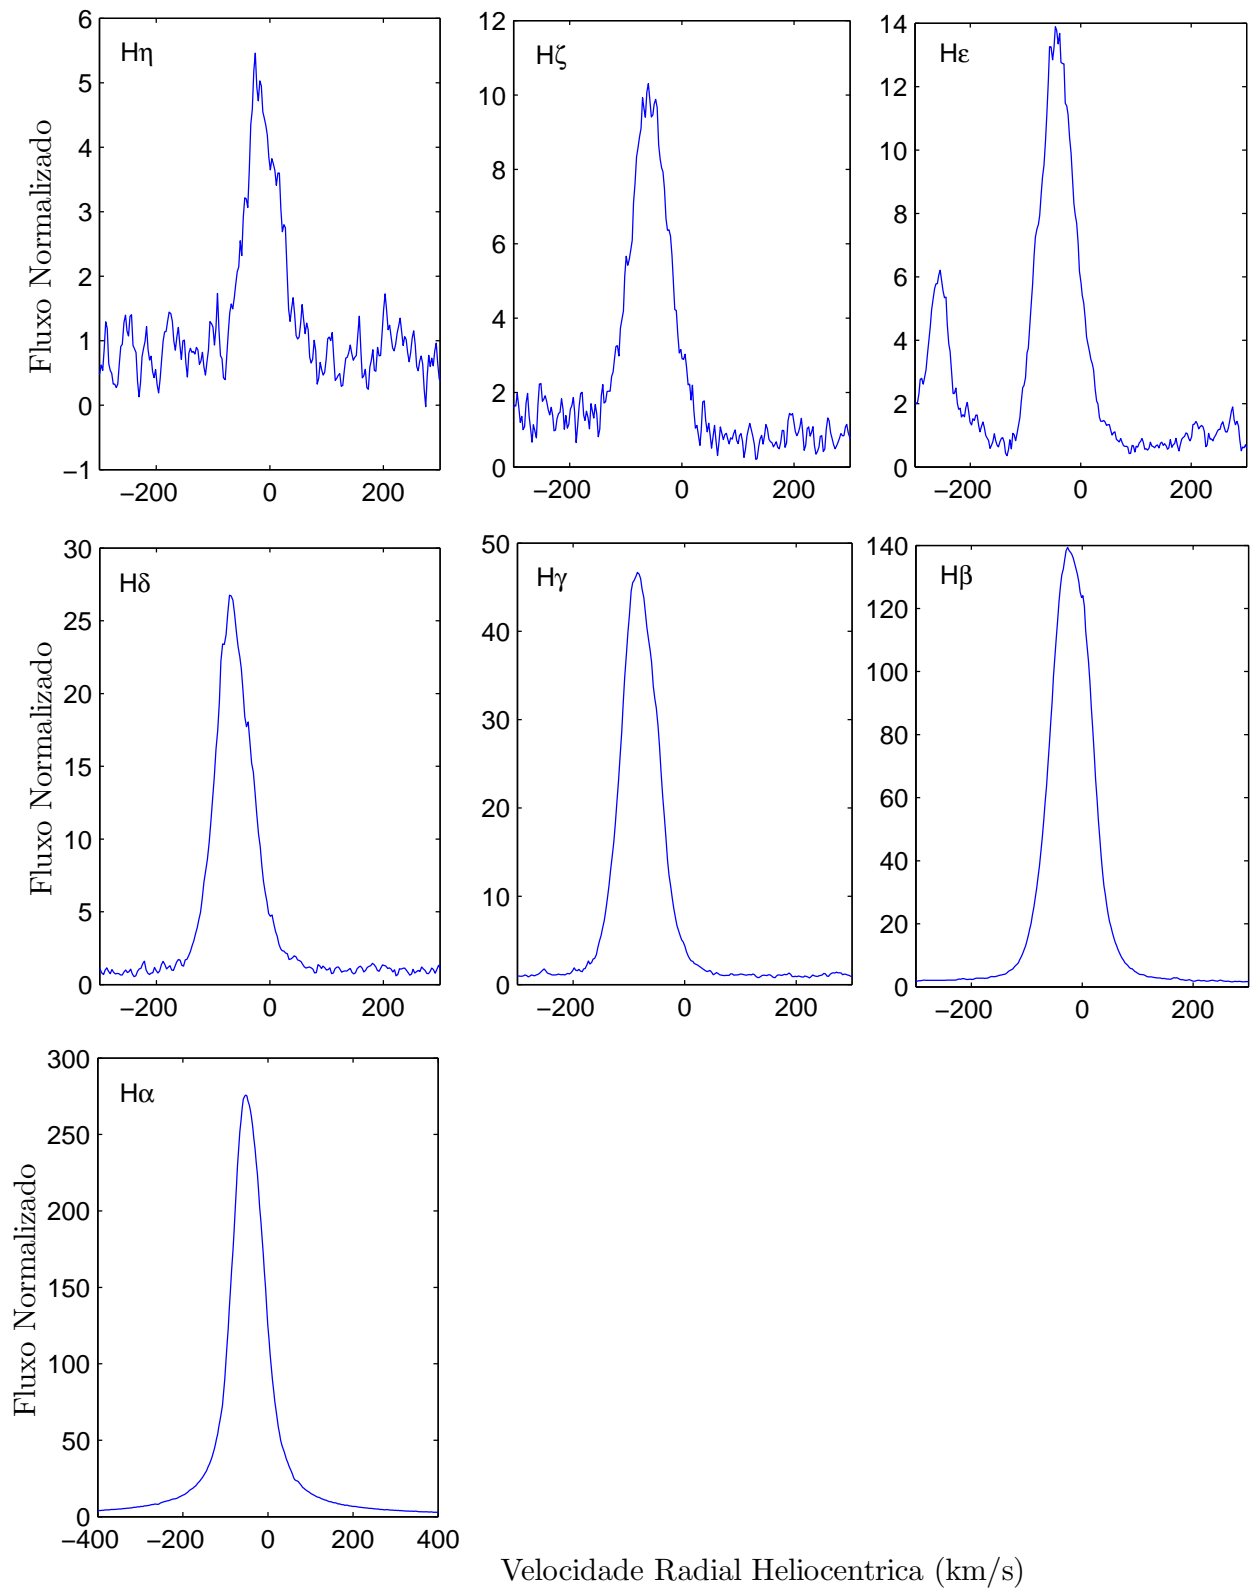 Hη
Fluxo Normalizado
6
5
4
3
2
1
0
−1
−200 0 200
Hζ
12
10
8
6
4
2
0
−200 0 200
Hε
14
12
10
8
6
4
2
0
−200 0 200
Hδ
Fluxo Normalizado
30
25
20
15
10
5
0
−200 0 200
Hγ
50
40
30
20
10
0
−200 0 200
Hβ
140
120
100
80
60
40
20
0
−200 0 200
Hα
Fluxo Normalizado
300
250
200
150
100
50
0
−400 −200 0 200 400
Velocidade Radial Heliocentrica (km/s)